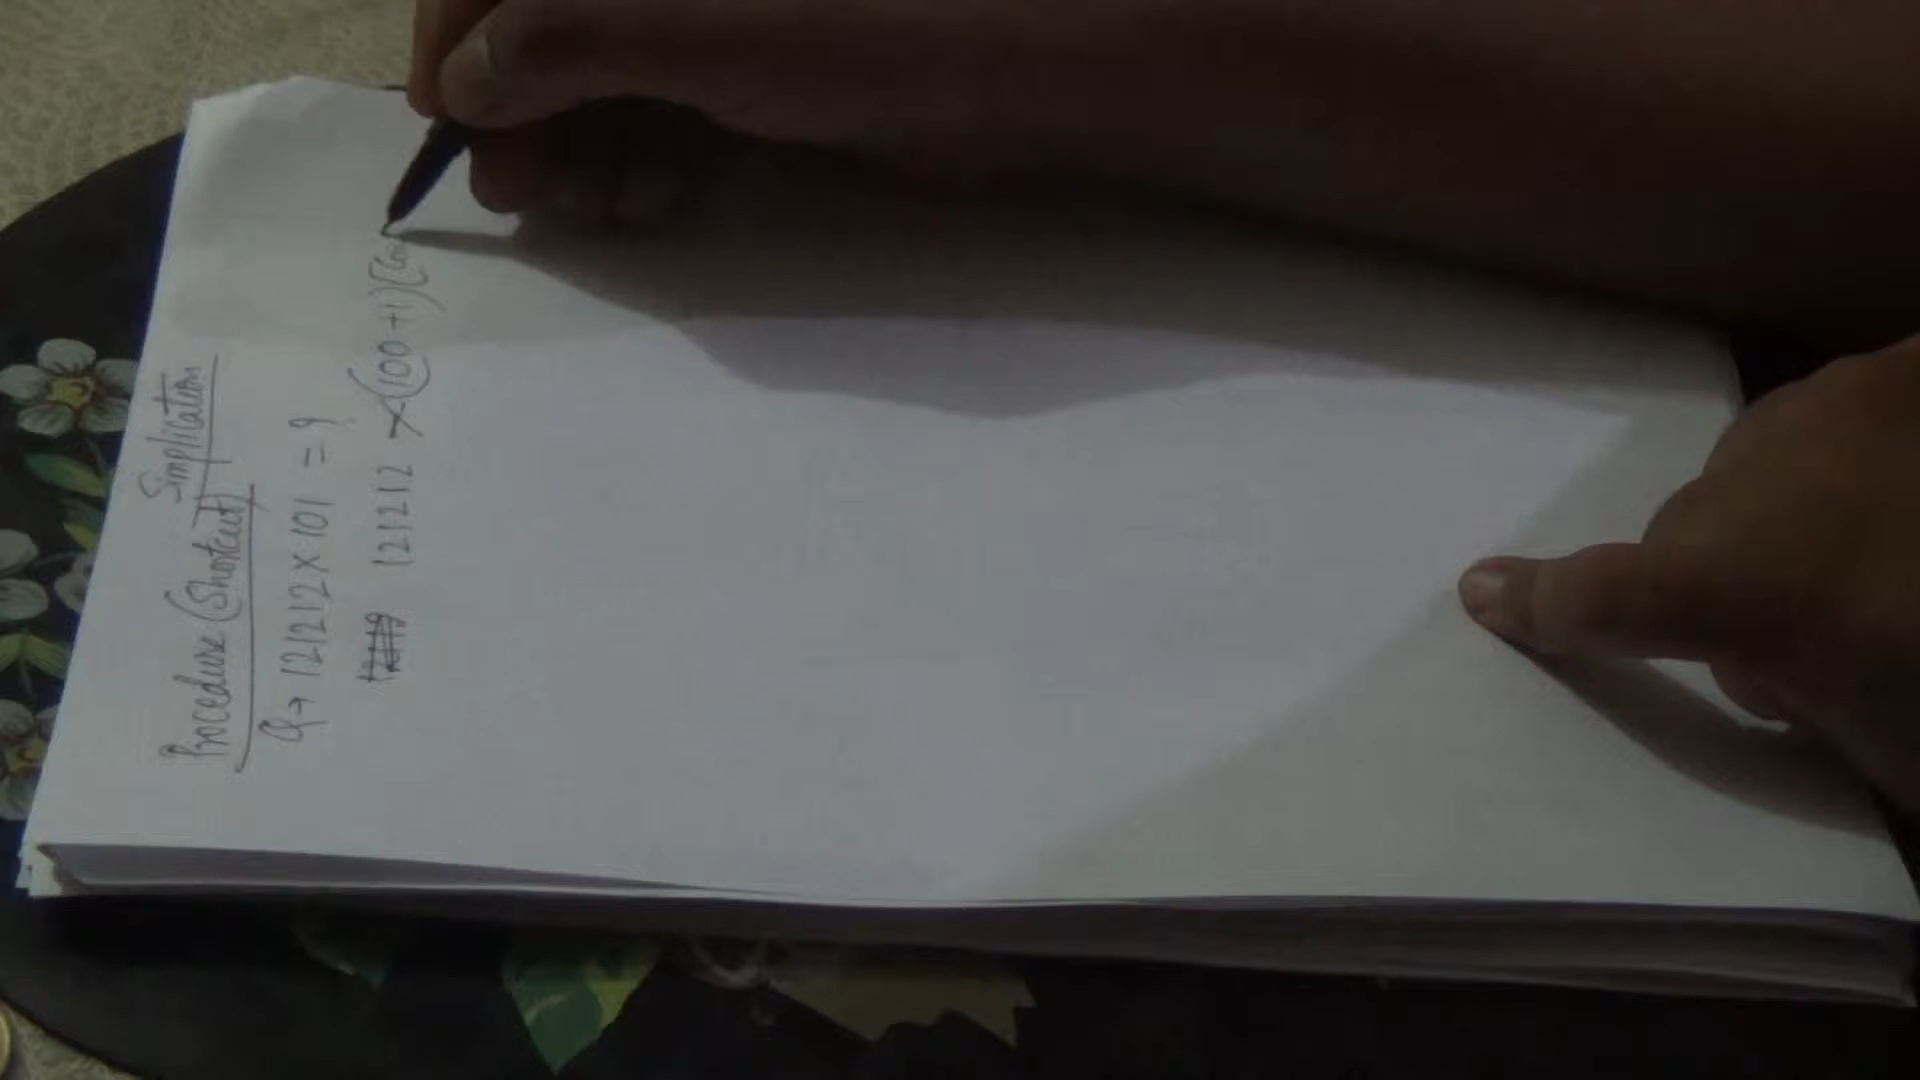 Simplication
Procedure (Shortcut)
Q→ 121212 × 101 = ?
121212 × (100+1) [